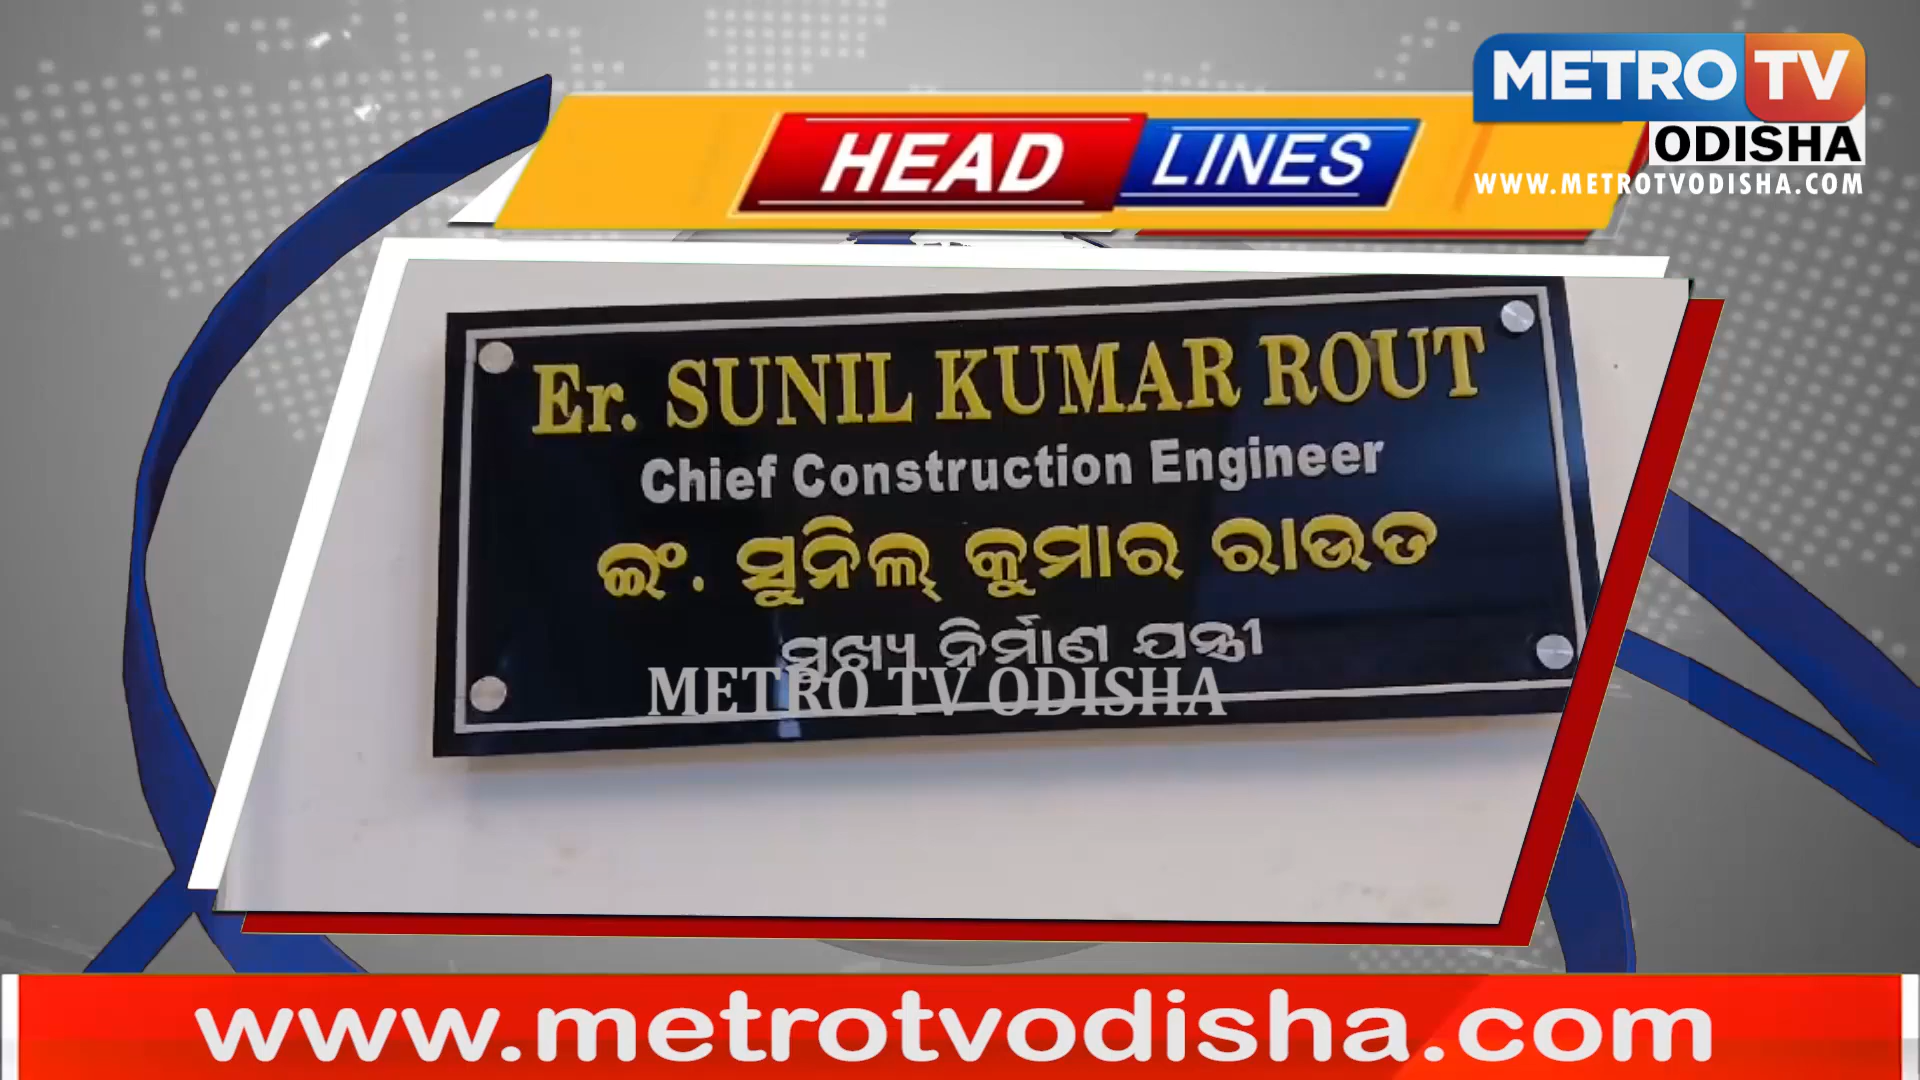 METRO TV
ODISHA
WWW.METROTVODISHA.COM
HEAD LINES
Er. SUNIL KUMAR ROUT
Chief Construction Engineer
ଇଂ. ସୁନିଲ୍ କୁମାର ରାଉତ
ମୁଖ୍ୟ ନିର୍ମାଣ ଯନ୍ତ୍ରୀ
METRO TV ODISHA
www.metrotvodisha.com